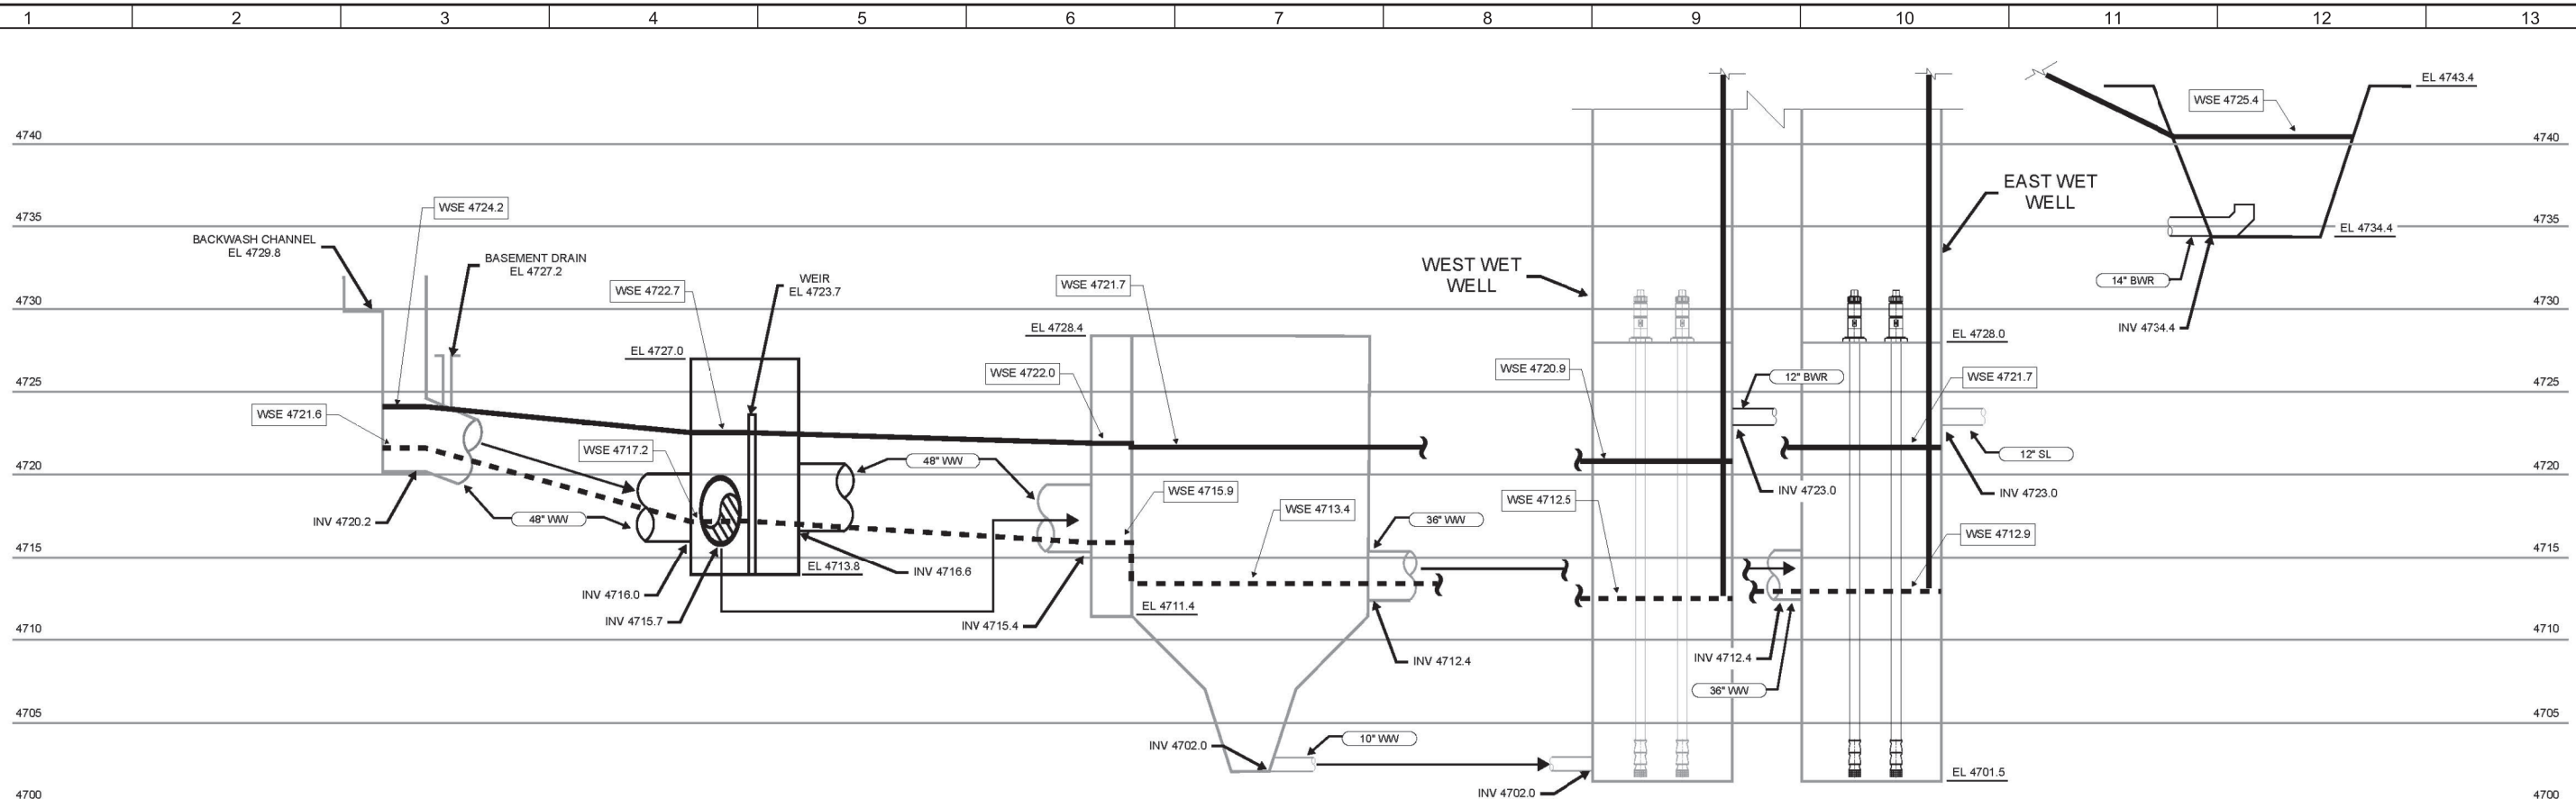 1 2 3 4 5 6 7 8 9 10 11 12 13
EL 4743.4
WSE 4725.4
4740 4740
EAST WET
WELL
WSE 4724.2
4735 4735
EL 4734.4
BACKWASH CHANNEL
EL 4729.8
BASEMENT DRAIN
EL 4727.2
WEIR
EL 4723.7
WEST WET
WELL
14" BWR
WSE 4722.7
WSE 4721.7
4730 4730
EL 4728.4
INV 4734.4
EL 4728.0
EL 4727.0
WSE 4722.0
WSE 4720.9
12" BWR
WSE 4721.7
4725 4725
WSE 4721.6
WSE 4717.2
48" WW
12" SL
4720 4720
WSE 4715.9
WSE 4712.5
INV 4723.0
INV 4723.0
INV 4720.2
48" WW
WSE 4713.4
36" WW
WSE 4712.9
4715 4715
EL 4713.8
INV 4716.6
INV 4716.0
EL 4711.4
INV 4715.7
INV 4715.4
4710 4710
INV 4712.4
INV 4712.4
36" WW
4705 4705
INV 4702.0
10" WW
EL 4701.5
INV 4702.0
4700 4700